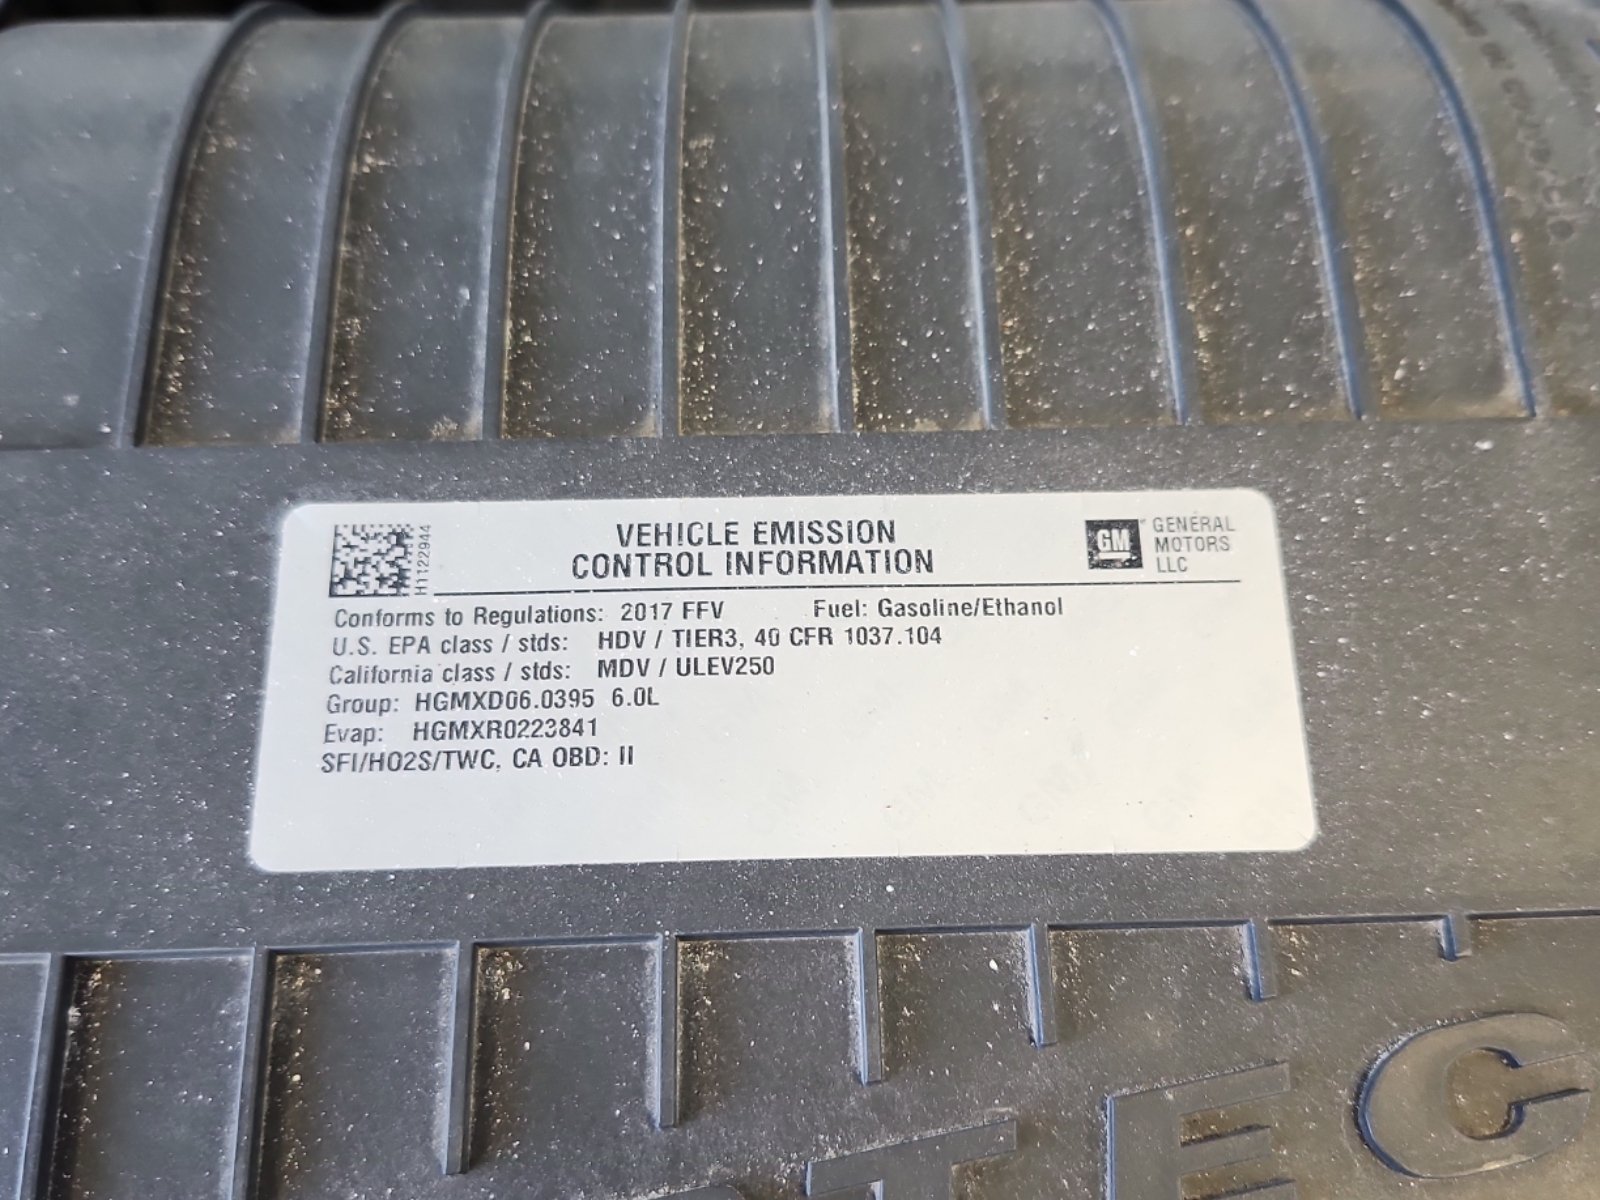 VEHICLE EMISSION
CONTROL INFORMATION
H1122944
GM
GENERAL
MOTORS
LLC
Conforms to Regulations: 2017 FFV Fuel: Gasoline/Ethanol
U.S. EPA class / stds: HDV / TIER3, 40 CFR 1037.104
California class / stds: MDV / ULEV250
Group: HGMXD06.0395 6.0L
Evap: HGMXR0223841
SFI/HO2S/TWC, CA OBD: II
TEC